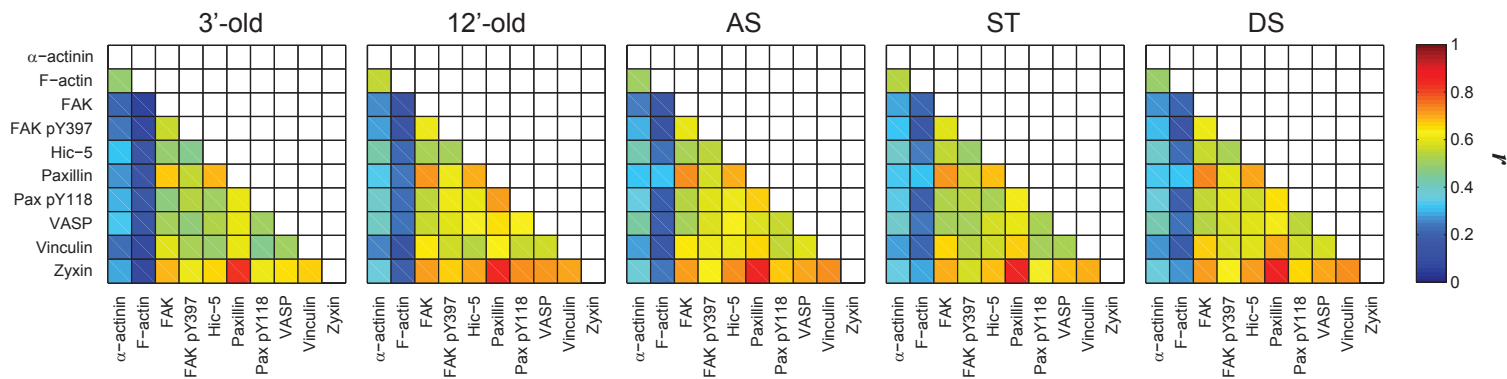 3’-old 12’-old AS ST DS
α−actinin
F−actin
FAK
FAK pY397
Hic−5
Paxillin
Pax pY118
VASP
Vinculin
Zyxin
α−actinin F−actin FAK FAK pY397 Hic−5 Paxillin Pax pY118 VASP Vinculin Zyxin
α−actinin F−actin FAK FAK pY397 Hic−5 Paxillin Pax pY118 VASP Vinculin Zyxin
α−actinin F−actin FAK FAK pY397 Hic−5 Paxillin Pax pY118 VASP Vinculin Zyxin
α−actinin F−actin FAK FAK pY397 Hic−5 Paxillin Pax pY118 VASP Vinculin Zyxin
α−actinin F−actin FAK FAK pY397 Hic−5 Paxillin Pax pY118 VASP Vinculin Zyxin
1
0.8
0.6
0.4
0.2
0
r